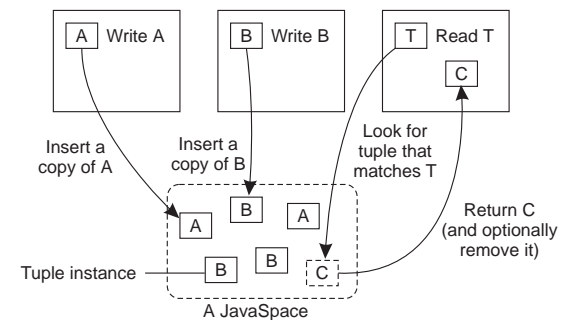 A Write A
B Write B
T Read T
C
Insert a
copy of A
Insert a
copy of B
Look for
tuple that
matches T
Return C
(and optionally
remove it)
A
B
A
B
B
C
Tuple instance
A JavaSpace